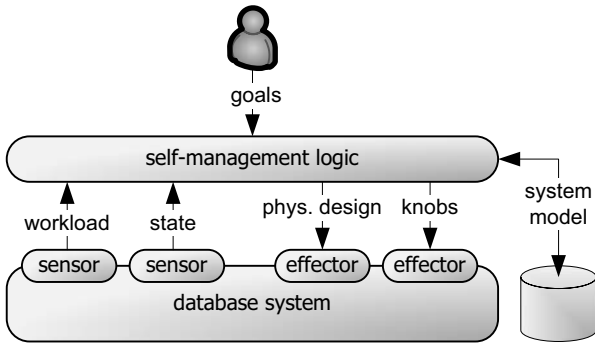 goals
self-management logic
workload
state
phys. design
knobs
system
model
sensor
sensor
effector
effector
database system